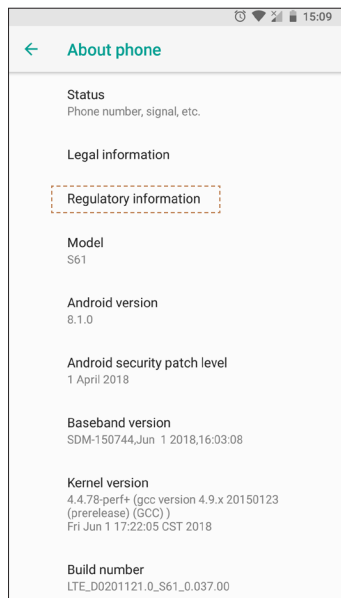 15:09
About phone
Status
Phone number, signal, etc.
Legal information
Regulatory information
Model
S61
Android version
8.1.0
Android security patch level
1 April 2018
Baseband version
SDM-150744,Jun  1 2018,16:03:08
Kernel version
4.4.78-perf+ (gcc version 4.9.x 20150123
(prerelease) (GCC) )
Fri Jun 1 17:22:05 CST 2018
Build number
LTE_D0201121.0_S61_0.037.00